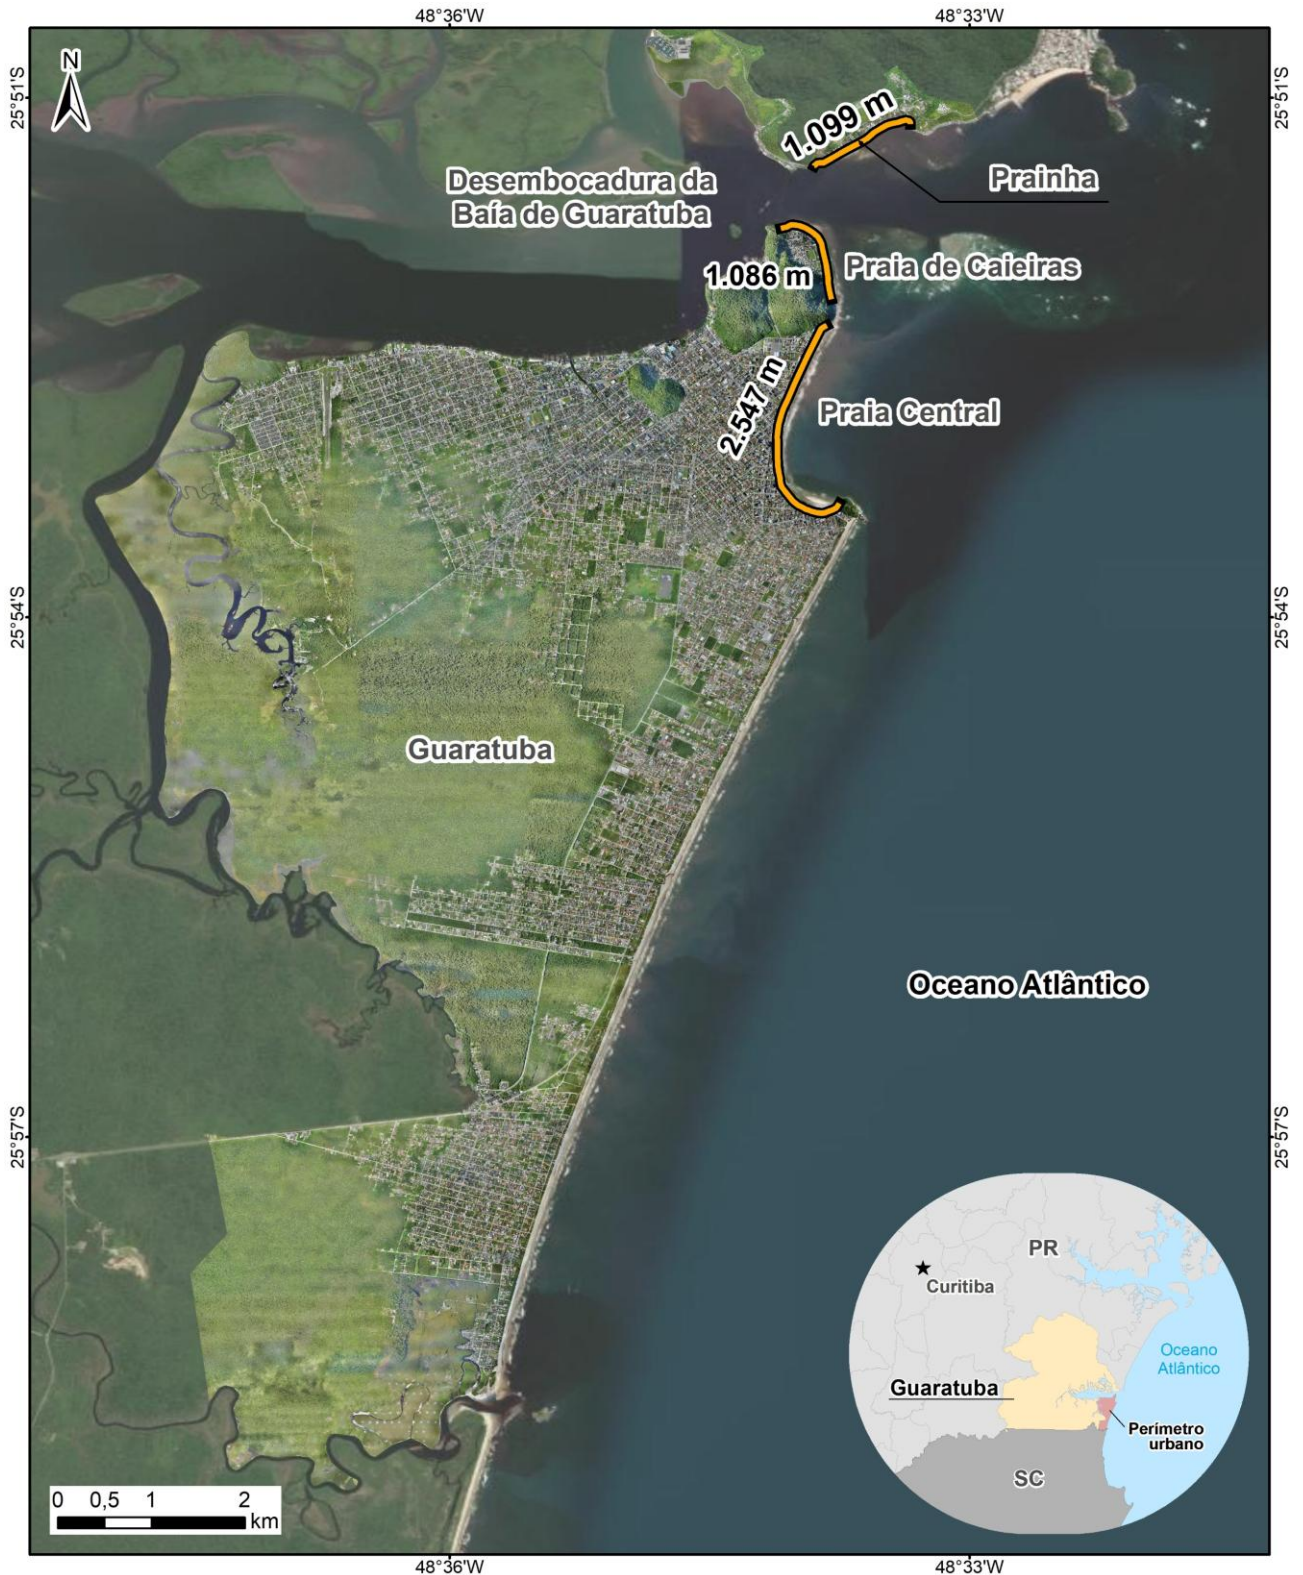 48°36'W
48°33'W
N
25°51'S
25°51'S
1.099 m
Desembocadura da
Baía de Guaratuba
Prainha
1.086 m
Praia de Caieiras
2.547 m
Praia Central
25°54'S
25°54'S
Guaratuba
Oceano Atlântico
25°57'S
25°57'S
PR
Curitiba
Oceano
Atlântico
Guaratuba
Perímetro
urbano
SC
0 0,5 1 2
km
48°36'W
48°33'W